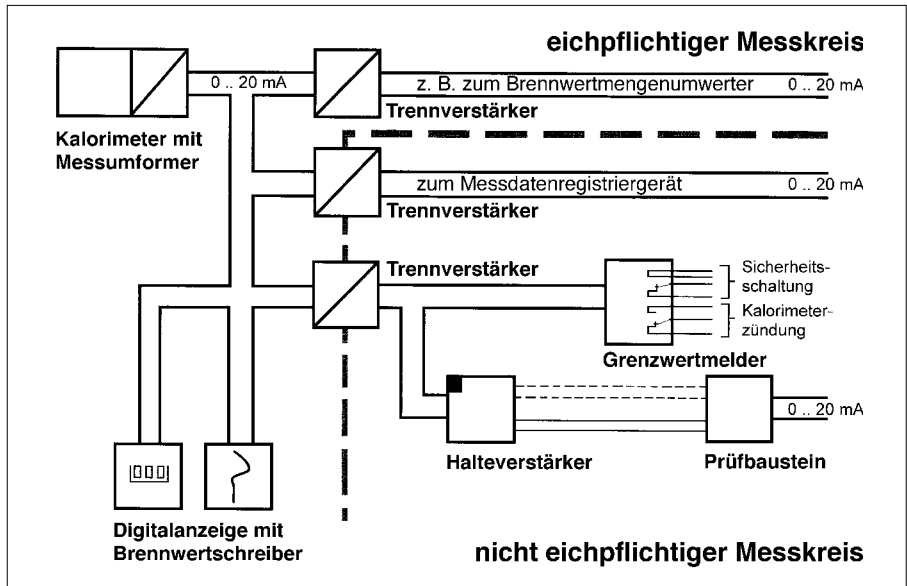 eichpflichtiger Messkreis
0 .. 20 mA
z. B. zum Brennwertmengenumwerter
0 .. 20 mA
Trennverstärker
Kalorimeter mit
Messumformer
zum Messdatenregistriergerät
0 .. 20 mA
Trennverstärker
Trennverstärker
Sicherheits-
schaltung
Kalorimeter-
zündung
Grenzwertmelder
0 .. 20 mA
Halteverstärker
Prüfbaustein
000
Digitalanzeige mit
Brennwertschreiber
nicht eichpflichtiger Messkreis